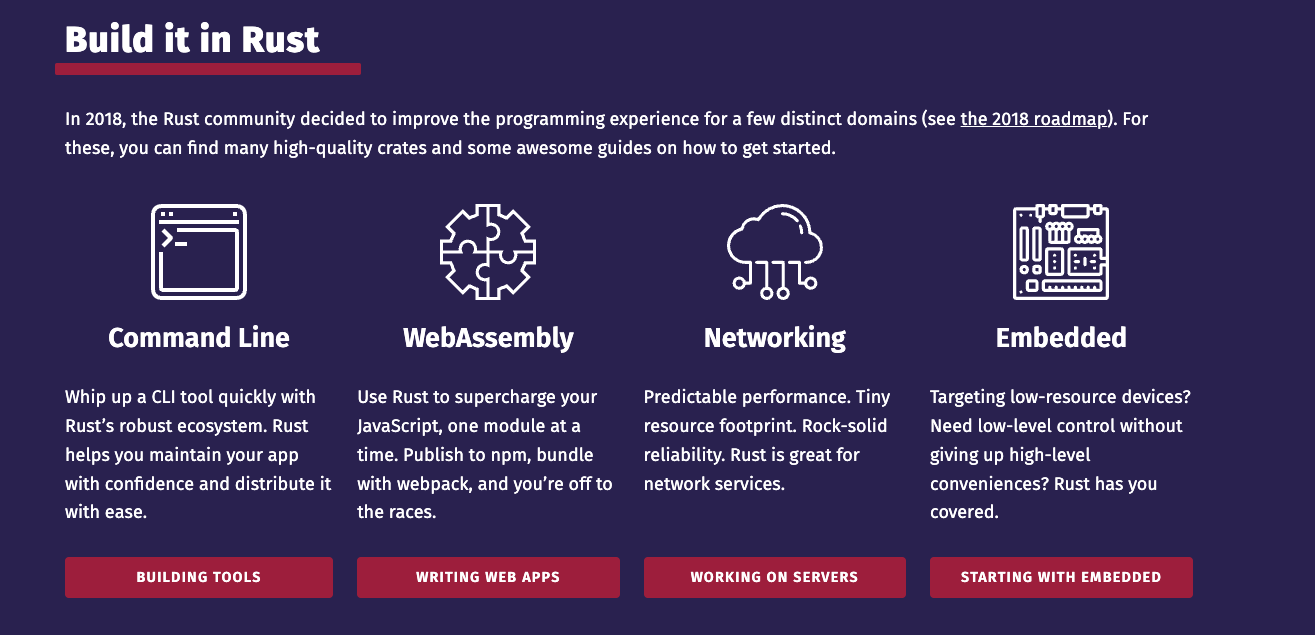 Build it in Rust
In 2018, the Rust community decided to improve the programming experience for a few distinct domains (see the 2018 roadmap). For
these, you can find many high-quality crates and some awesome guides on how to get started.
Command Line
Whip up a CLI tool quickly with
Rust’s robust ecosystem. Rust
helps you maintain your app
with confidence and distribute it
with ease.
BUILDING TOOLS
WebAssembly
Use Rust to supercharge your
JavaScript, one module at a
time. Publish to npm, bundle
with webpack, and you’re off to
the races.
WRITING WEB APPS
Networking
Predictable performance. Tiny
resource footprint. Rock-solid
reliability. Rust is great for
network services.
WORKING ON SERVERS
Embedded
Targeting low-resource devices?
Need low-level control without
giving up high-level
conveniences? Rust has you
covered.
STARTING WITH EMBEDDED